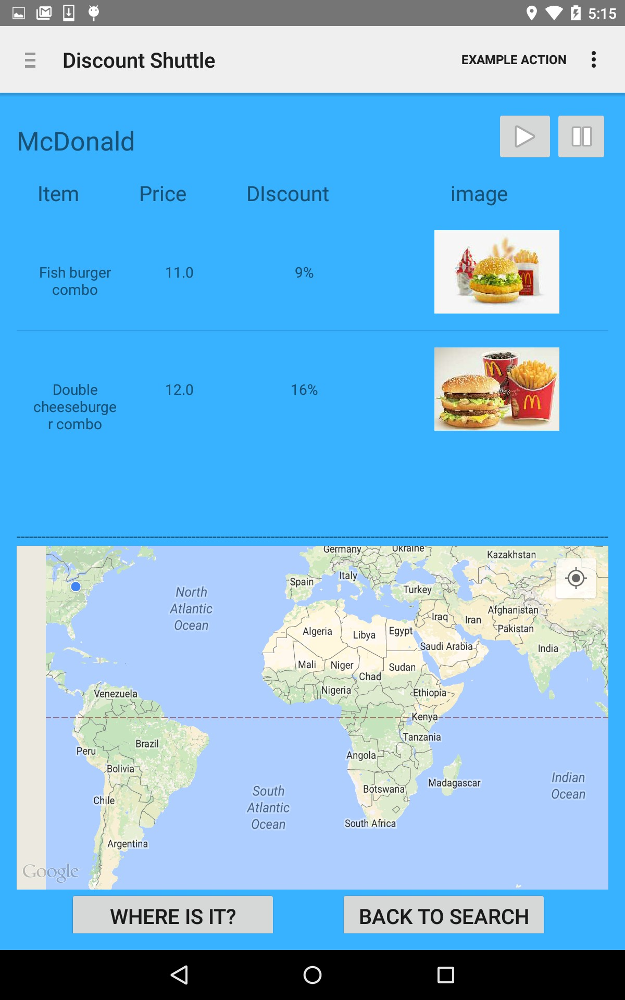 5:15
Discount Shuttle
EXAMPLE ACTION
McDonald
Item Price DIscount image
Fish burger
combo
11.0
9%
Double
cheeseburge
r combo
12.0
16%
Germany
Ukraine
Kazakhstan
Spain
Italy
Turkey
North
Atlantic
Ocean
Afghanistan
Iraq
Iran
Pakistan
Algeria
Libya
Egypt
Saudi Arabia
India
Mali
Niger
Sudan
Chad
Nigeria
Ethiopia
Venezuela
Kenya
Tanzania
Brazil
Peru
Angola
Bolivia
Madagascar
Indian
Ocean
Botswana
Chile
South
Atlantic
Ocean
South Africa
Argentina
Google
WHERE IS IT?
BACK TO SEARCH